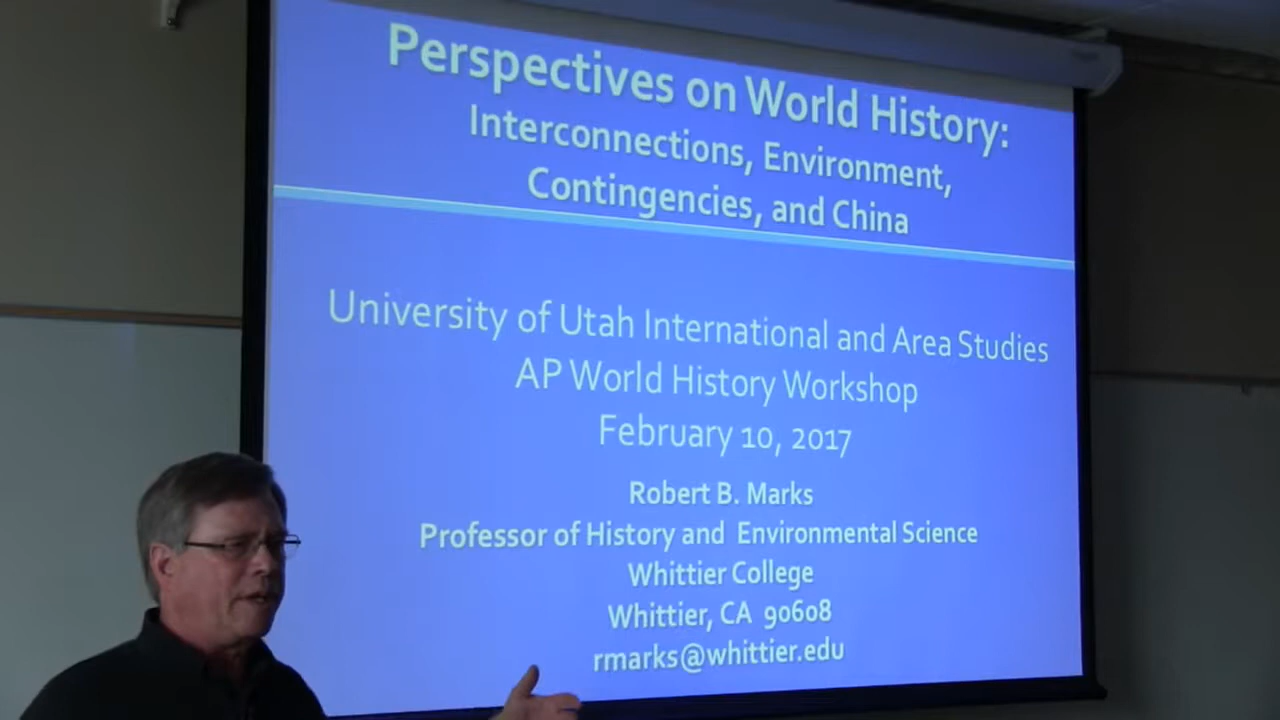 Perspectives on World History:
Interconnections, Environment,
Contingencies, and China
University of Utah International and Area Studies
AP World History Workshop
February 10, 2017
Robert B. Marks
Professor of History and Environmental Science
Whittier College
Whittier, CA 90608
rmarks@whittier.edu